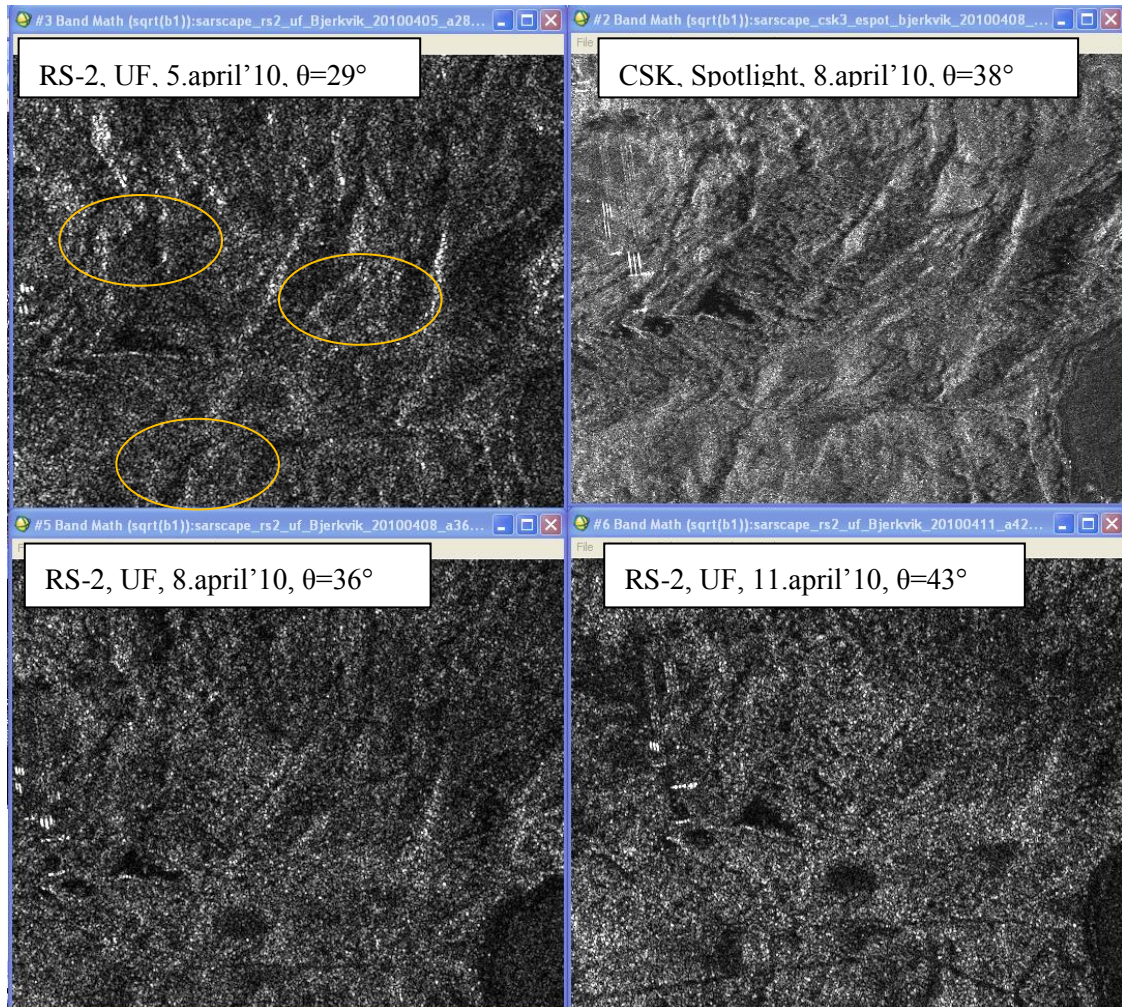 #3 Band Math (sqrt(b1)):sarscape_rs2_uf_Bjerkvik_20100405_a28...
RS-2, UF, 5.april’10, θ=29°
#2 Band Math (sqrt(b1)):sarscape_csk3_espot_bjerkvik_20100408_...
File
CSK, Spotlight, 8.april’10, θ=38°
#5 Band Math (sqrt(b1)):sarscape_rs2_uf_Bjerkvik_20100408_a36...
RS-2, UF, 8.april’10, θ=36°
#6 Band Math (sqrt(b1)):sarscape_rs2_uf_Bjerkvik_20100411_a42...
File
RS-2, UF, 11.april’10, θ=43°